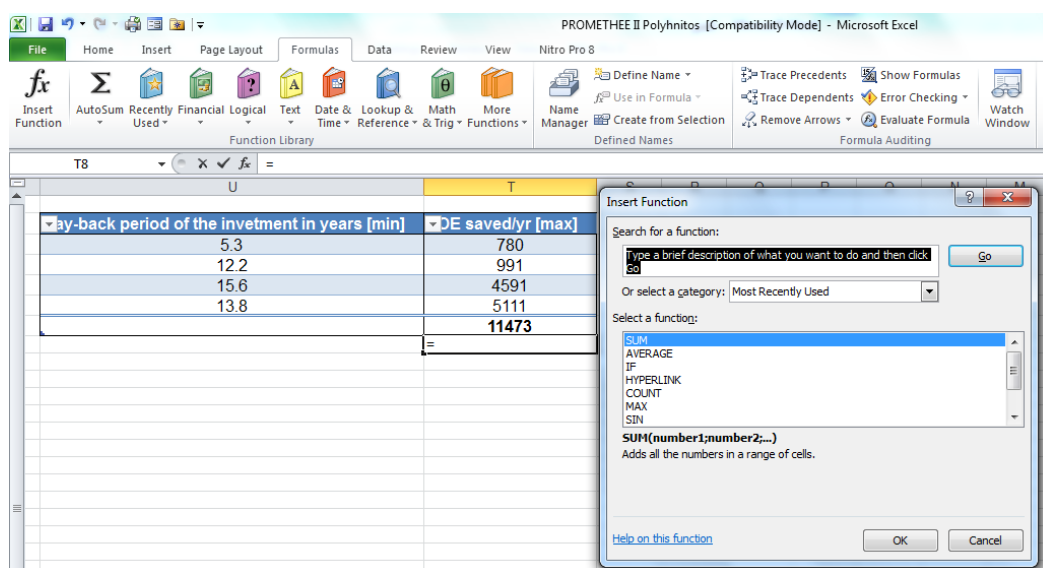 PROMETHEE II Polyhnitos [Compatibility Mode] - Microsoft Excel
File Home Insert Page Layout Formulas Data Review View Nitro Pro 8
fx Insert Function
Σ AutoSum
Recently Used
Financial
Logical
Text
Date & Time
Lookup & Reference
Math & Trig
More Functions
Function Library
Name Manager
Define Name
Use in Formula
Create from Selection
Defined Names
Trace Precedents
Trace Dependents
Remove Arrows
Show Formulas
Error Checking
Evaluate Formula
Formula Auditing
Watch Window
T8 fx =
U T
ay-back period of the invetment in years [min] OE saved/yr [max]
5.3 780
12.2 991
15.6 4591
13.8 5111
11473
=
Insert Function
Search for a function:
Type a brief description of what you want to do and then click
Go
Go
Or select a category: Most Recently Used
Select a function:
SUM
AVERAGE
IF
HYPERLINK
COUNT
MAX
SIN
SUM(number1;number2;...)
Adds all the numbers in a range of cells.
Help on this function OK Cancel